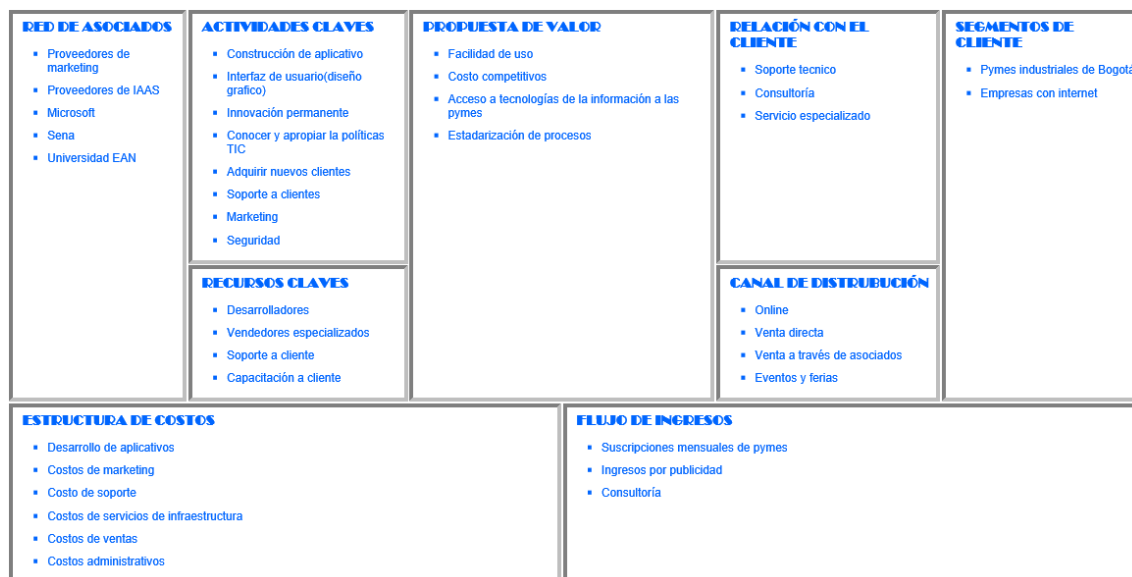 RED DE ASOCIADOS
Proveedores de
marketing
Proveedores de IAAS
Microsoft
Sena
Universidad EAN
ACTIVIDADES CLAVES
Construcción de aplicativo
Interfaz de usuario(diseño
grafico)
Innovación permanente
Conocer y apropiar la políticas
TIC
Adquirir nuevos clientes
Soporte a clientes
Marketing
Seguridad
RECURSOS CLAVES
Desarrolladores
Vendedores especializados
Soporte a cliente
Capacitación a cliente
PROPUESTA DE VALOR
Facilidad de uso
Costo competitivos
Acceso a tecnologías de la información a las
pymes
Estadarización de procesos
RELACIÓN CON EL
CLIENTE
Soporte tecnico
Consultoría
Servicio especializado
CANAL DE DISTRUBUCIÓN
Online
Venta directa
Venta a través de asociados
Eventos y ferias
SEGMENTOS DE
CLIENTE
Pymes industriales de Bogotá
Empresas con internet
ESTRUCTURA DE COSTOS
Desarrollo de aplicativos
Costos de marketing
Costo de soporte
Costos de servicios de infraestructura
Costos de ventas
Costos administrativos
FLUJO DE INGRESOS
Suscripciones mensuales de pymes
Ingresos por publicidad
Consultoría